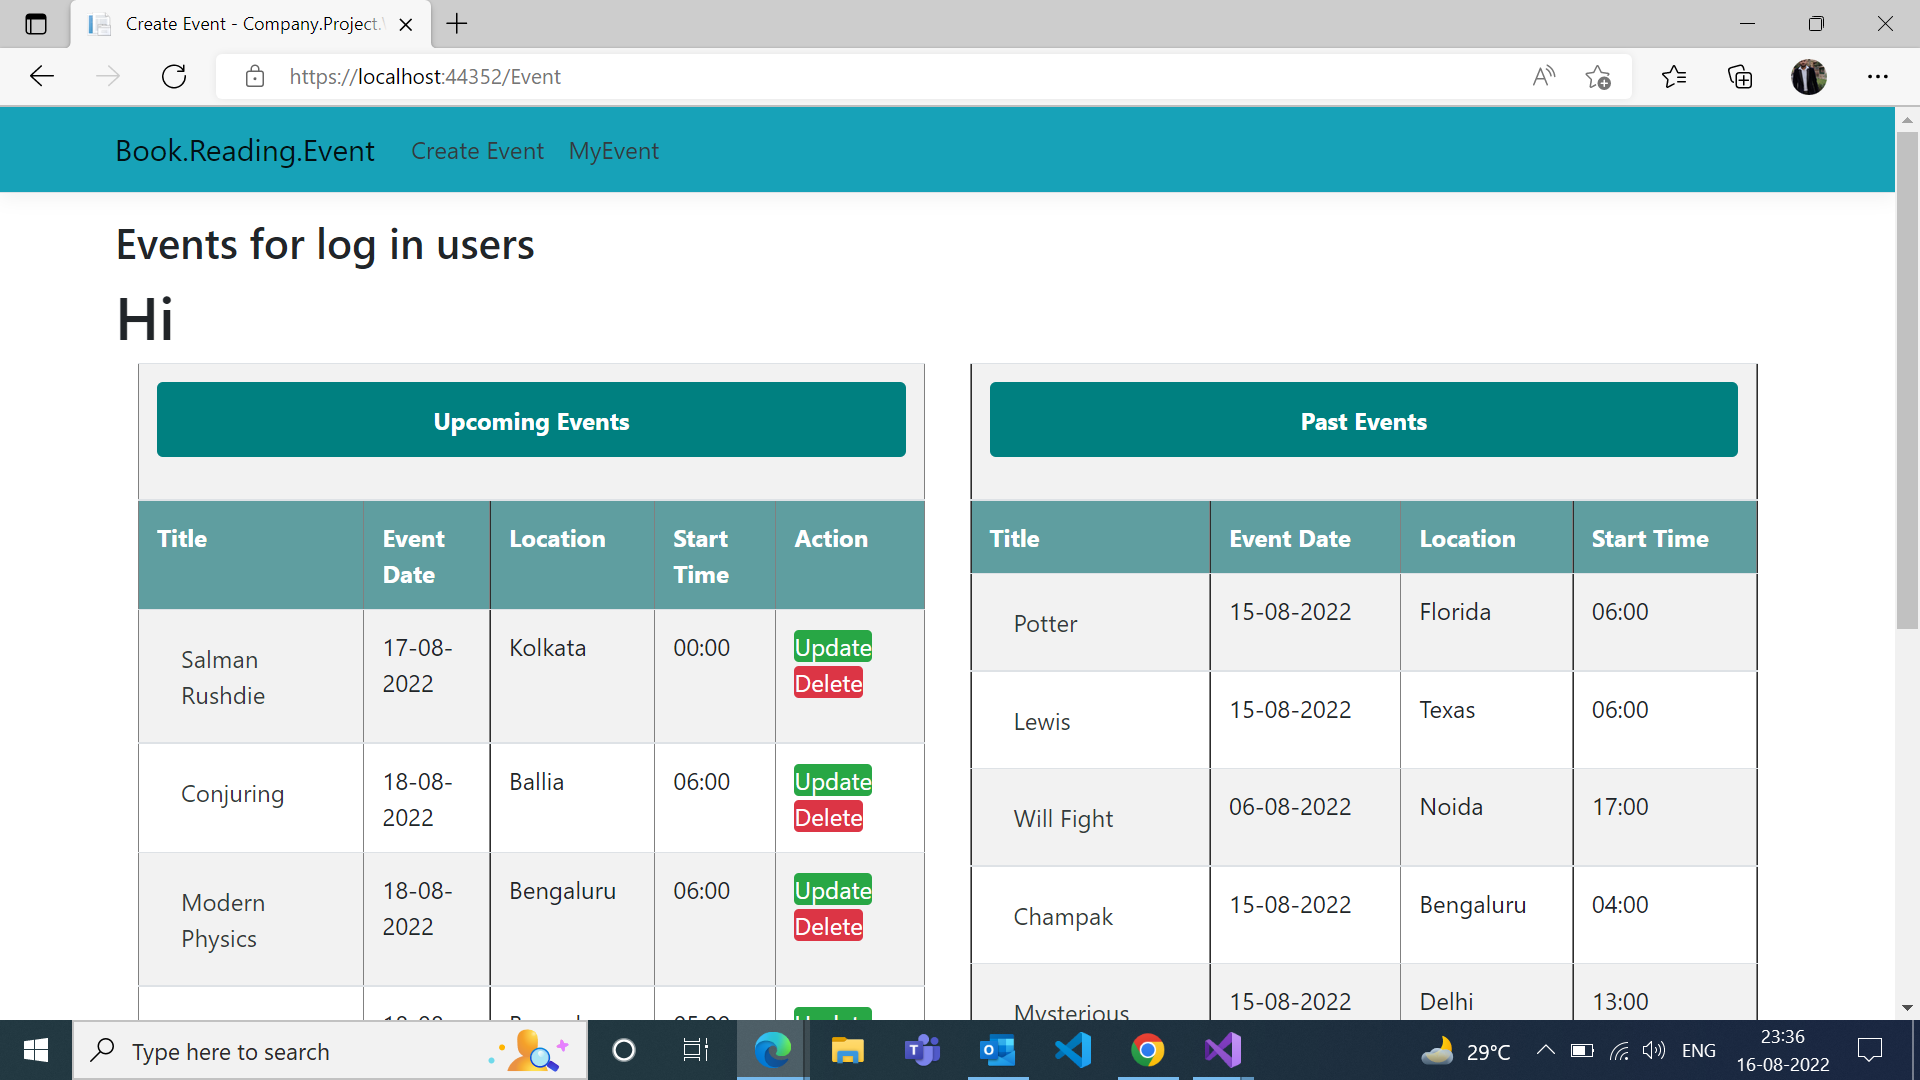 Create Event - Company.Project.
https://localhost:44352/Event
Book.Reading.Event Create Event MyEvent
Events for log in users
Hi
Upcoming Events
Title Event Date Location Start Time Action
Salman Rushdie 17-08-2022 Kolkata 00:00 Update Delete
Conjuring 18-08-2022 Ballia 06:00 Update Delete
Modern Physics 18-08-2022 Bengaluru 06:00 Update Delete
Past Events
Title Event Date Location Start Time
Potter 15-08-2022 Florida 06:00
Lewis 15-08-2022 Texas 06:00
Will Fight 06-08-2022 Noida 17:00
Champak 15-08-2022 Bengaluru 04:00
Mysterious 15-08-2022 Delhi 13:00
Type here to search
29°C
ENG
23:36
16-08-2022